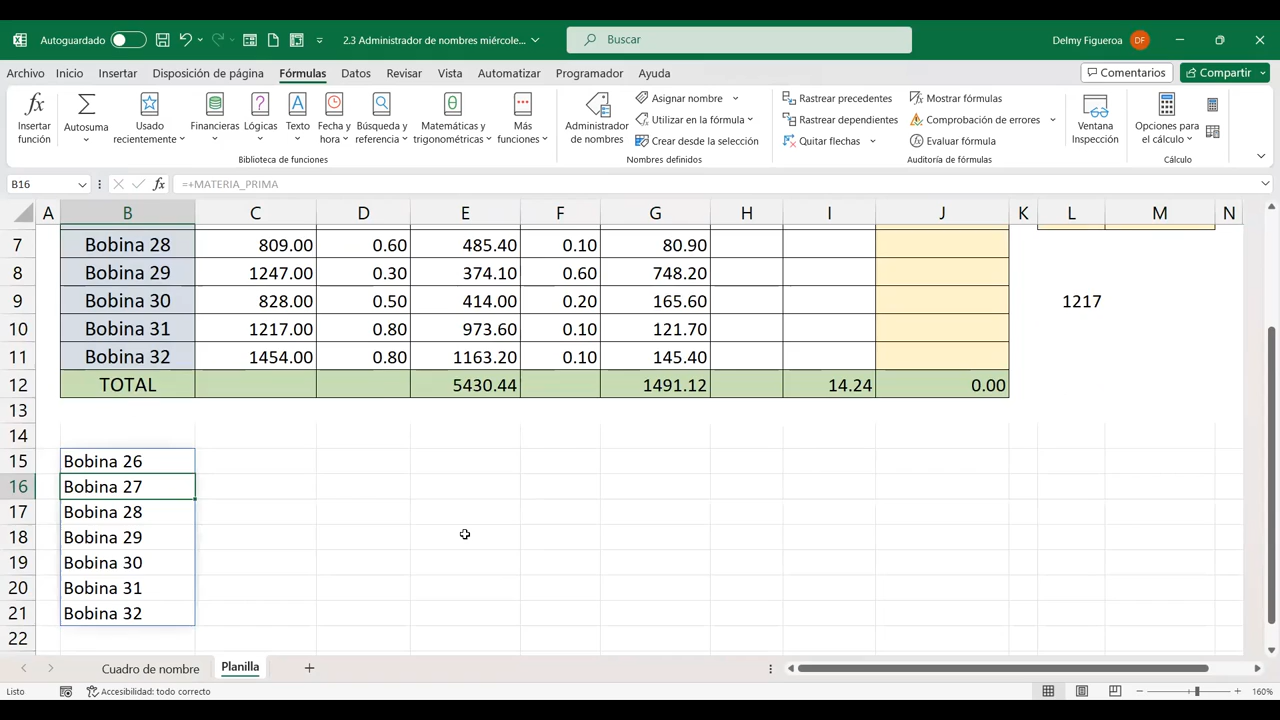 Autoguardado
2.3 Administrador de nombres miércole...
Buscar
Delmy Figueroa DF
Archivo Inicio Insertar Disposición de página Fórmulas Datos Revisar Vista Automatizar Programador Ayuda
Comentarios Compartir
Insertar función
Autosuma
Usado recientemente
Financieras
Lógicas
Texto
Fecha y hora
Búsqueda y referencia
Matemáticas y trigonométricas
Más funciones
Biblioteca de funciones
Administrador de nombres
Asignar nombre
Utilizar en la fórmula
Crear desde la selección
Nombres definidos
Rastrear precedentes
Rastrear dependientes
Quitar flechas
Mostrar fórmulas
Comprobación de errores
Evaluar fórmula
Auditoría de fórmulas
Ventana Inspección
Opciones para el cálculo
Cálculo
B16 fx =+MATERIA_PRIMA
A B C D E F G H I J K L M N
7 Bobina 28 809.00 0.60 485.40 0.10 80.90
8 Bobina 29 1247.00 0.30 374.10 0.60 748.20
9 Bobina 30 828.00 0.50 414.00 0.20 165.60 1217
10 Bobina 31 1217.00 0.80 973.60 0.10 121.70
11 Bobina 32 1454.00 0.80 1163.20 0.10 145.40
12 TOTAL 5430.44 1491.12 14.24 0.00
13
14
15 Bobina 26
16 Bobina 27
17 Bobina 28
18 Bobina 29
19 Bobina 30
20 Bobina 31
21 Bobina 32
22
Cuadro de nombre Planilla
Listo Accesibilidad: todo correcto 160%